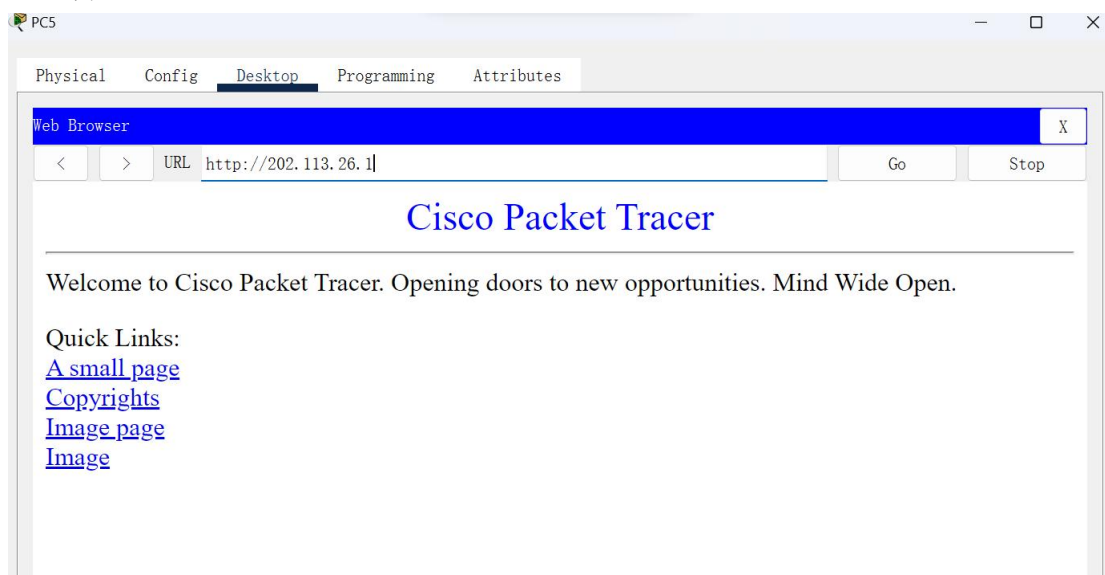 PC5
Physical Config Desktop Programming Attributes
Web Browser X
< > URL http://202.113.26.1 Go Stop
Cisco Packet Tracer
Welcome to Cisco Packet Tracer. Opening doors to new opportunities. Mind Wide Open.
Quick Links:
A small page
Copyrights
Image page
Image